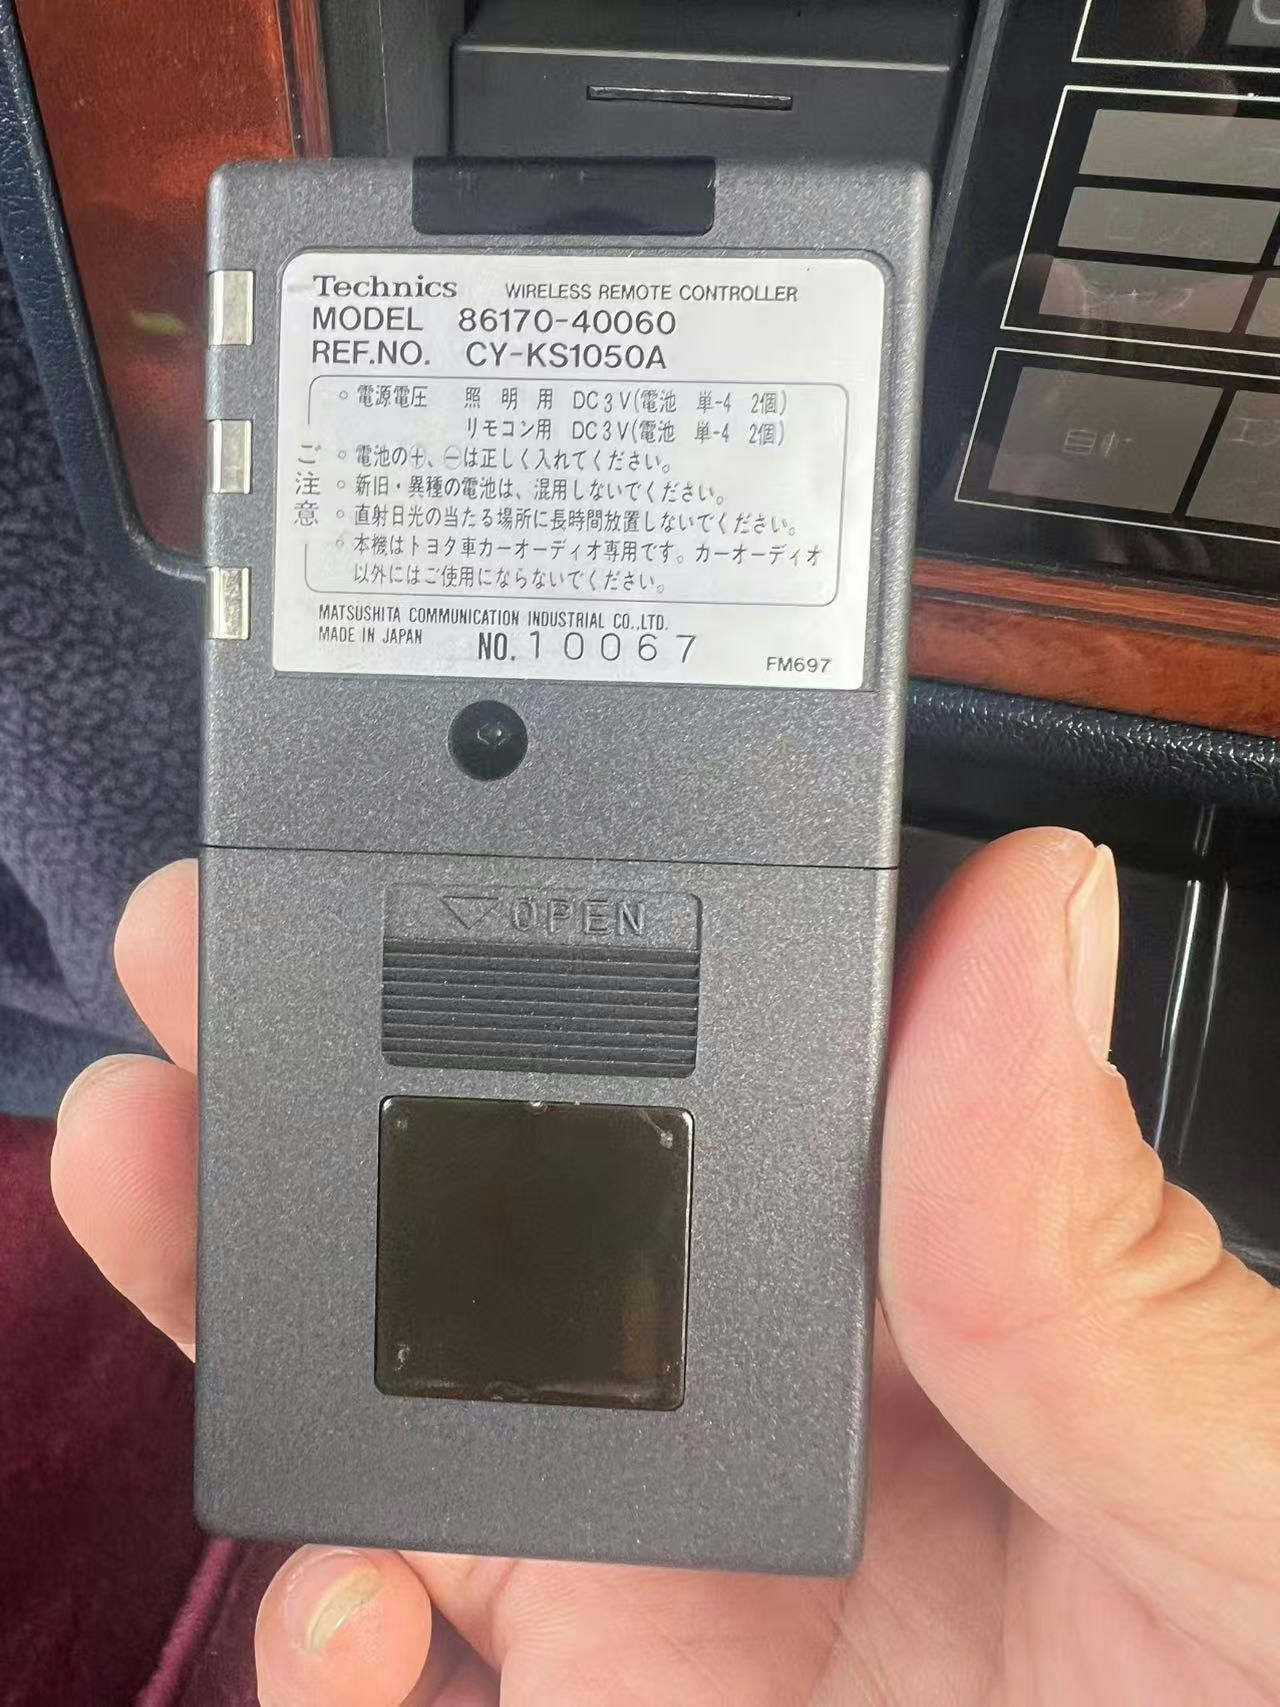 Technics WIRELESS REMOTE CONTROLLER
MODEL 86170-40060
REF.NO. CY-KS1050A
ご注意
○ 電源電圧 照明用 DC3V(電池 単-4 2個)
リモコン用 DC3V(電池 単-4 2個)
○ 電池の⊕、⊖は正しく入れてください。
○ 新旧・異種の電池は、混用しないでください。
○ 直射日光の当たる場所に長時間放置しないでください。
○ 本機はトヨタ車カーオーディオ専用です。カーオーディオ
以外にはご使用にならないでください。
MATSUSHITA COMMUNICATION INDUSTRIAL CO.,LTD.
MADE IN JAPAN NO. 10067 FM697
▽OPEN